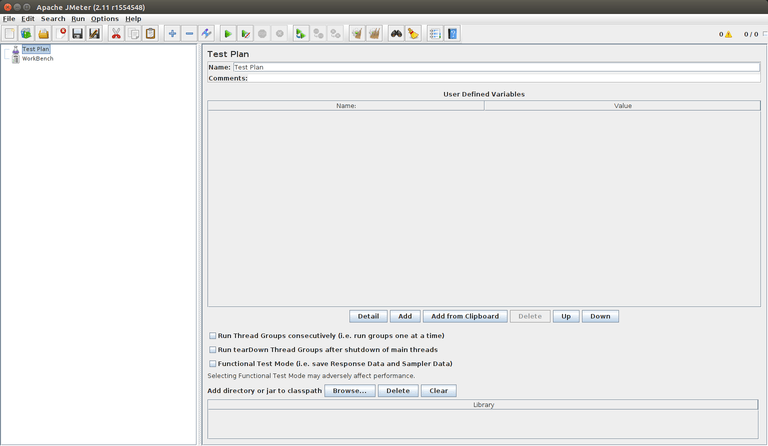 Apache JMeter (2.11 r1554548)
File Edit Search Run Options Help
0 0 / 0
Test Plan
WorkBench
Test Plan
Name: Test Plan
Comments:
User Defined Variables
Name: Value
Detail Add Add from Clipboard Delete Up Down
Run Thread Groups consecutively (i.e. run groups one at a time)
Run tearDown Thread Groups after shutdown of main threads
Functional Test Mode (i.e. save Response Data and Sampler Data)
Selecting Functional Test Mode may adversely affect performance.
Add directory or jar to classpath Browse... Delete Clear
Library